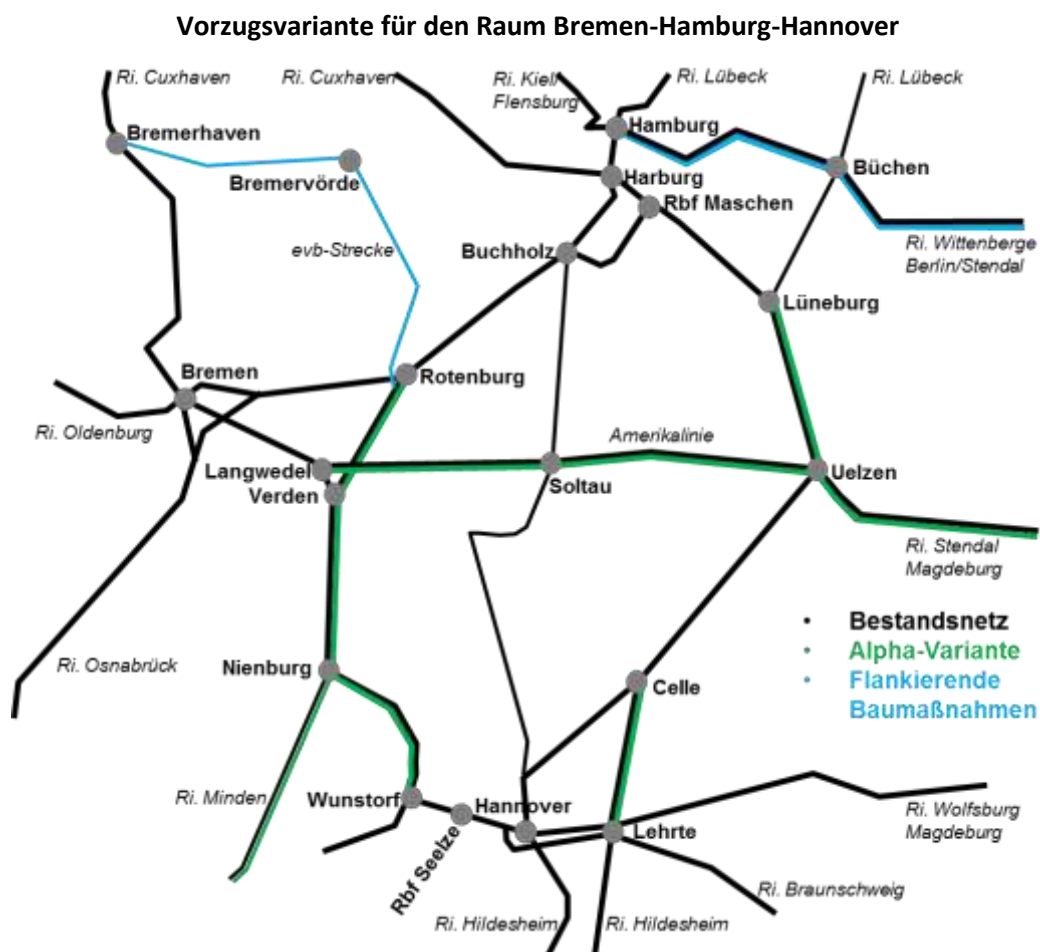 Vorzugsvariante für den Raum Bremen-Hamburg-Hannover
Ri. Cuxhaven
Ri. Cuxhaven
Ri. Kiel/
Flensburg
Ri. Lübeck
Ri. Lübeck
Bremerhaven
Hamburg
Bremervörde
Harburg
Büchen
Rbf Maschen
evb-Strecke
Buchholz
Ri. Wittenberge
Berlin/Stendal
Lüneburg
Bremen
Rotenburg
Ri. Oldenburg
Amerikalinie
Langwedel
Verden
Soltau
Uelzen
Ri. Stendal
Magdeburg
• Bestandsnetz
• Alpha-Variante
• Flankierende
Baumaßnahmen
Ri. Osnabrück
Nienburg
Celle
Ri. Minden
Wunstorf
Hannover
Rbf Seelze
Lehrte
Ri. Wolfsburg
Magdeburg
Ri. Braunschweig
Ri. Hildesheim
Ri. Hildesheim